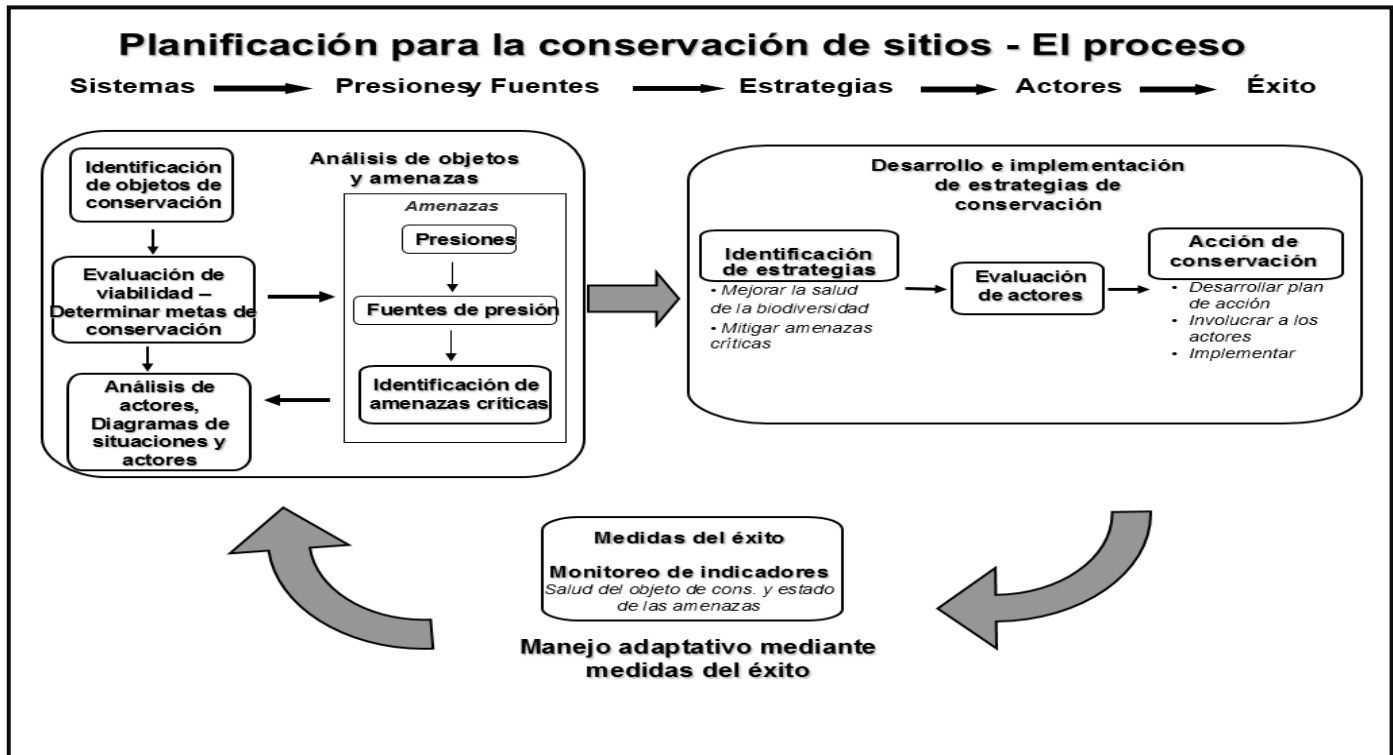 Planificación para la conservación de sitios - El proceso
Sistemas Presiones y Fuentes Estrategias Actores Éxito
Identificación
de objetos de
conservación
Evaluación de
viabilidad –
Determinar metas de
conservación
Análisis de
actores,
Diagramas de
situaciones y
actores
Análisis de objetos
y amenazas
Amenazas
Presiones
Fuentes de presión
Identificación de
amenazas críticas
Desarrollo e implementación
de estrategias de
conservación
Identificación
de estrategias
• Mejorar la salud
de la biodiversidad
• Mitigar amenazas
críticas
Evaluación
de actores
Acción de
conservación
• Desarrollar plan
de acción
• Involucrar a los
actores
• Implementar
Medidas del éxito
Monitoreo de indicadores
Salud del objeto de cons. y estado
de las amenazas
Manejo adaptativo mediante
medidas del éxito